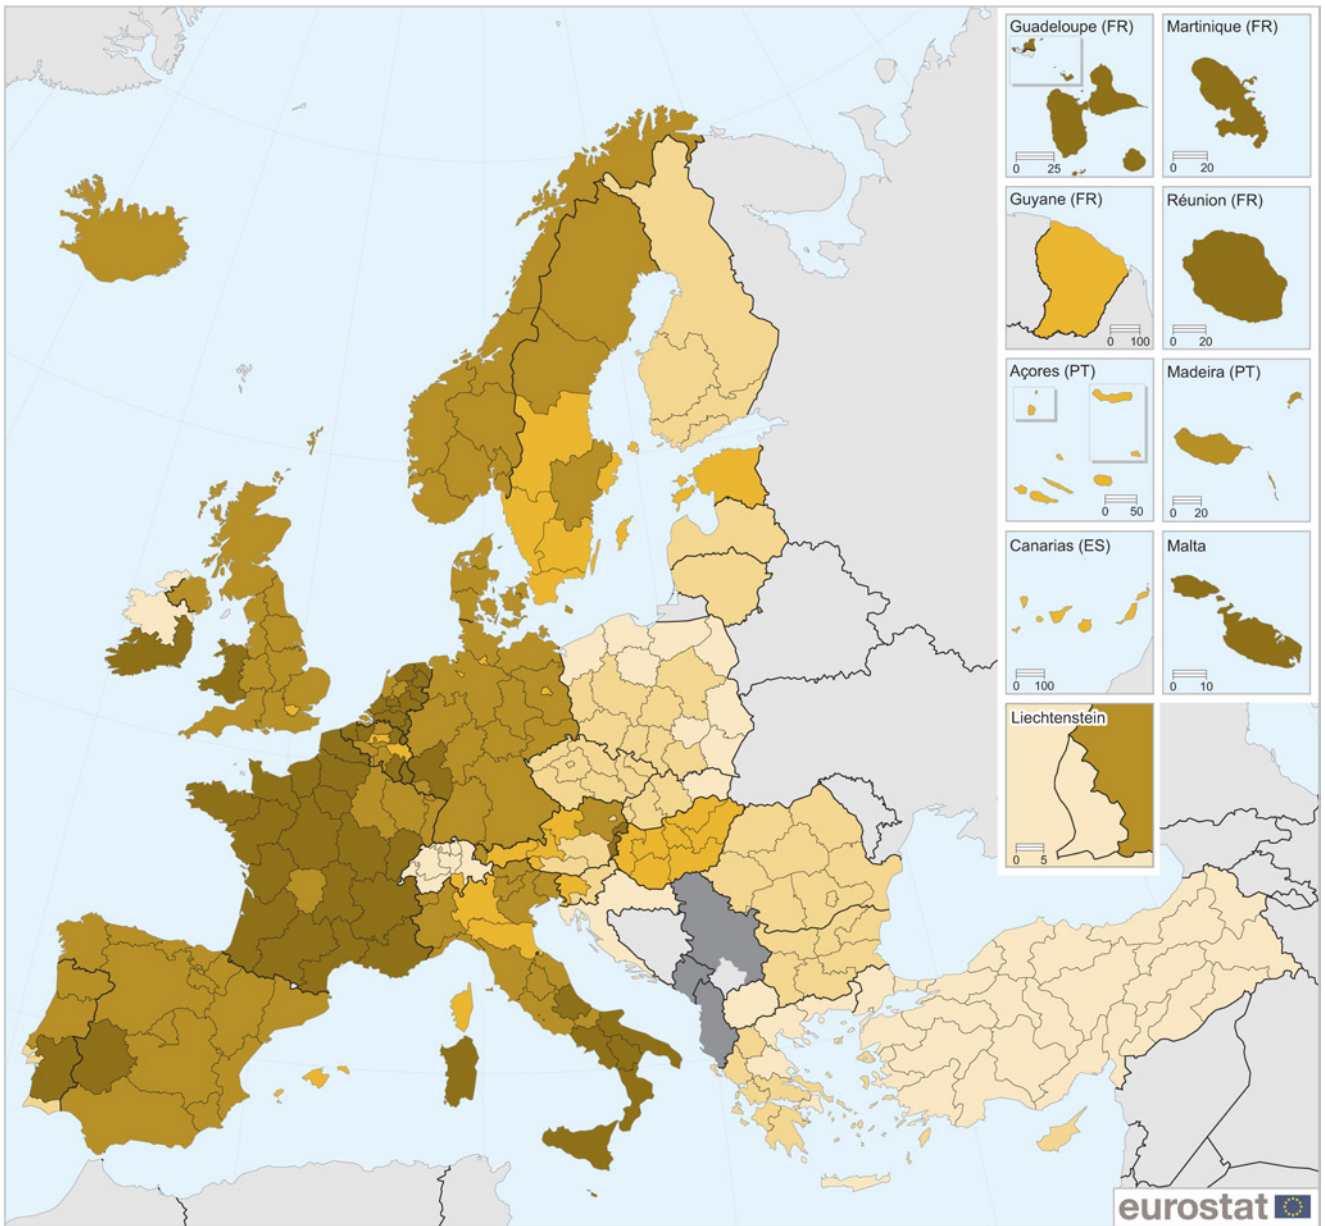 Guadeloupe (FR)
0 25
Martinique (FR)
0 20
Guyane (FR)
0 100
Réunion (FR)
0 20
Açores (PT)
0 50
Madeira (PT)
0 20
Canarias (ES)
0 100
Malta
0 10
Liechtenstein
0 5
eurostat